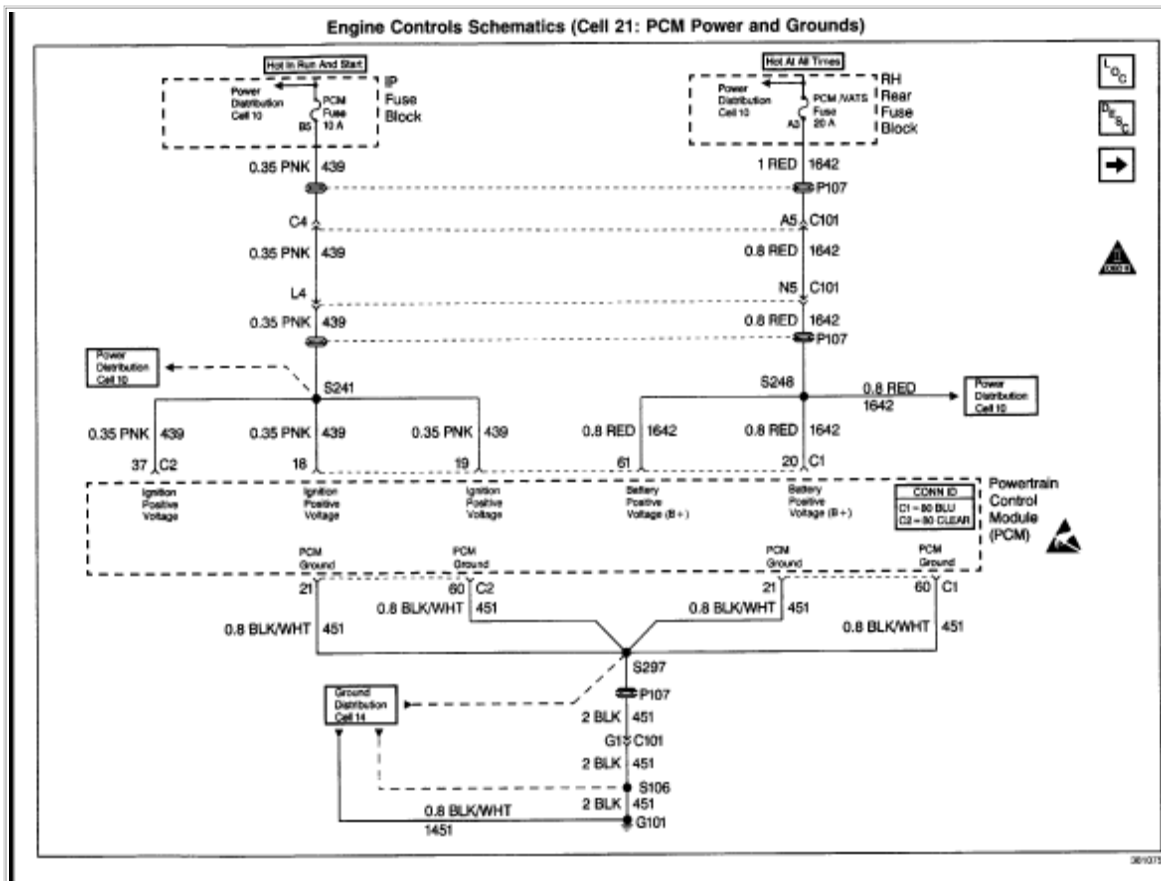 Engine Controls Schematics (Cell 21: PCM Power and Grounds)
Hot In Run And Start
Hot At All Times
Power
Distribution
Cell 10
PCM
Fuse
10 A
B5
IP
Fuse
Block
Power
Distribution
Cell 10
PCM /VATS
Fuse
20 A
A3
RH
Rear
Fuse
Block
LOC
DESC
0.35 PNK 439
1 RED 1642
P107
C4
A5 C101
0.35 PNK 439
0.8 RED 1642
L4
N5 C101
0.35 PNK 439
0.8 RED 1642
P107
Power
Distribution
Cell 10
S241
S248
0.8 RED
1642
Power
Distribution
Cell 10
0.35 PNK 439
0.35 PNK 439
0.35 PNK 439
0.8 RED 1642
0.8 RED 1642
37 C2
18
19
61
20 C1
Ignition
Positive
Voltage
Ignition
Positive
Voltage
Ignition
Positive
Voltage
Battery
Positive
Voltage (B+)
Battery
Positive
Voltage (B+)
CONN ID
C1 = 80 BLU
C2 = 80 CLEAR
Powertrain
Control
Module
(PCM)
PCM
Ground
PCM
Ground
PCM
Ground
PCM
Ground
21
60 C2
21
60 C1
0.8 BLK/WHT 451
0.8 BLK/WHT 451
0.8 BLK/WHT 451
0.8 BLK/WHT 451
S297
P107
Ground
Distribution
Cell 14
2 BLK 451
G1 C101
2 BLK 451
S106
2 BLK 451
0.8 BLK/WHT
1451
G101